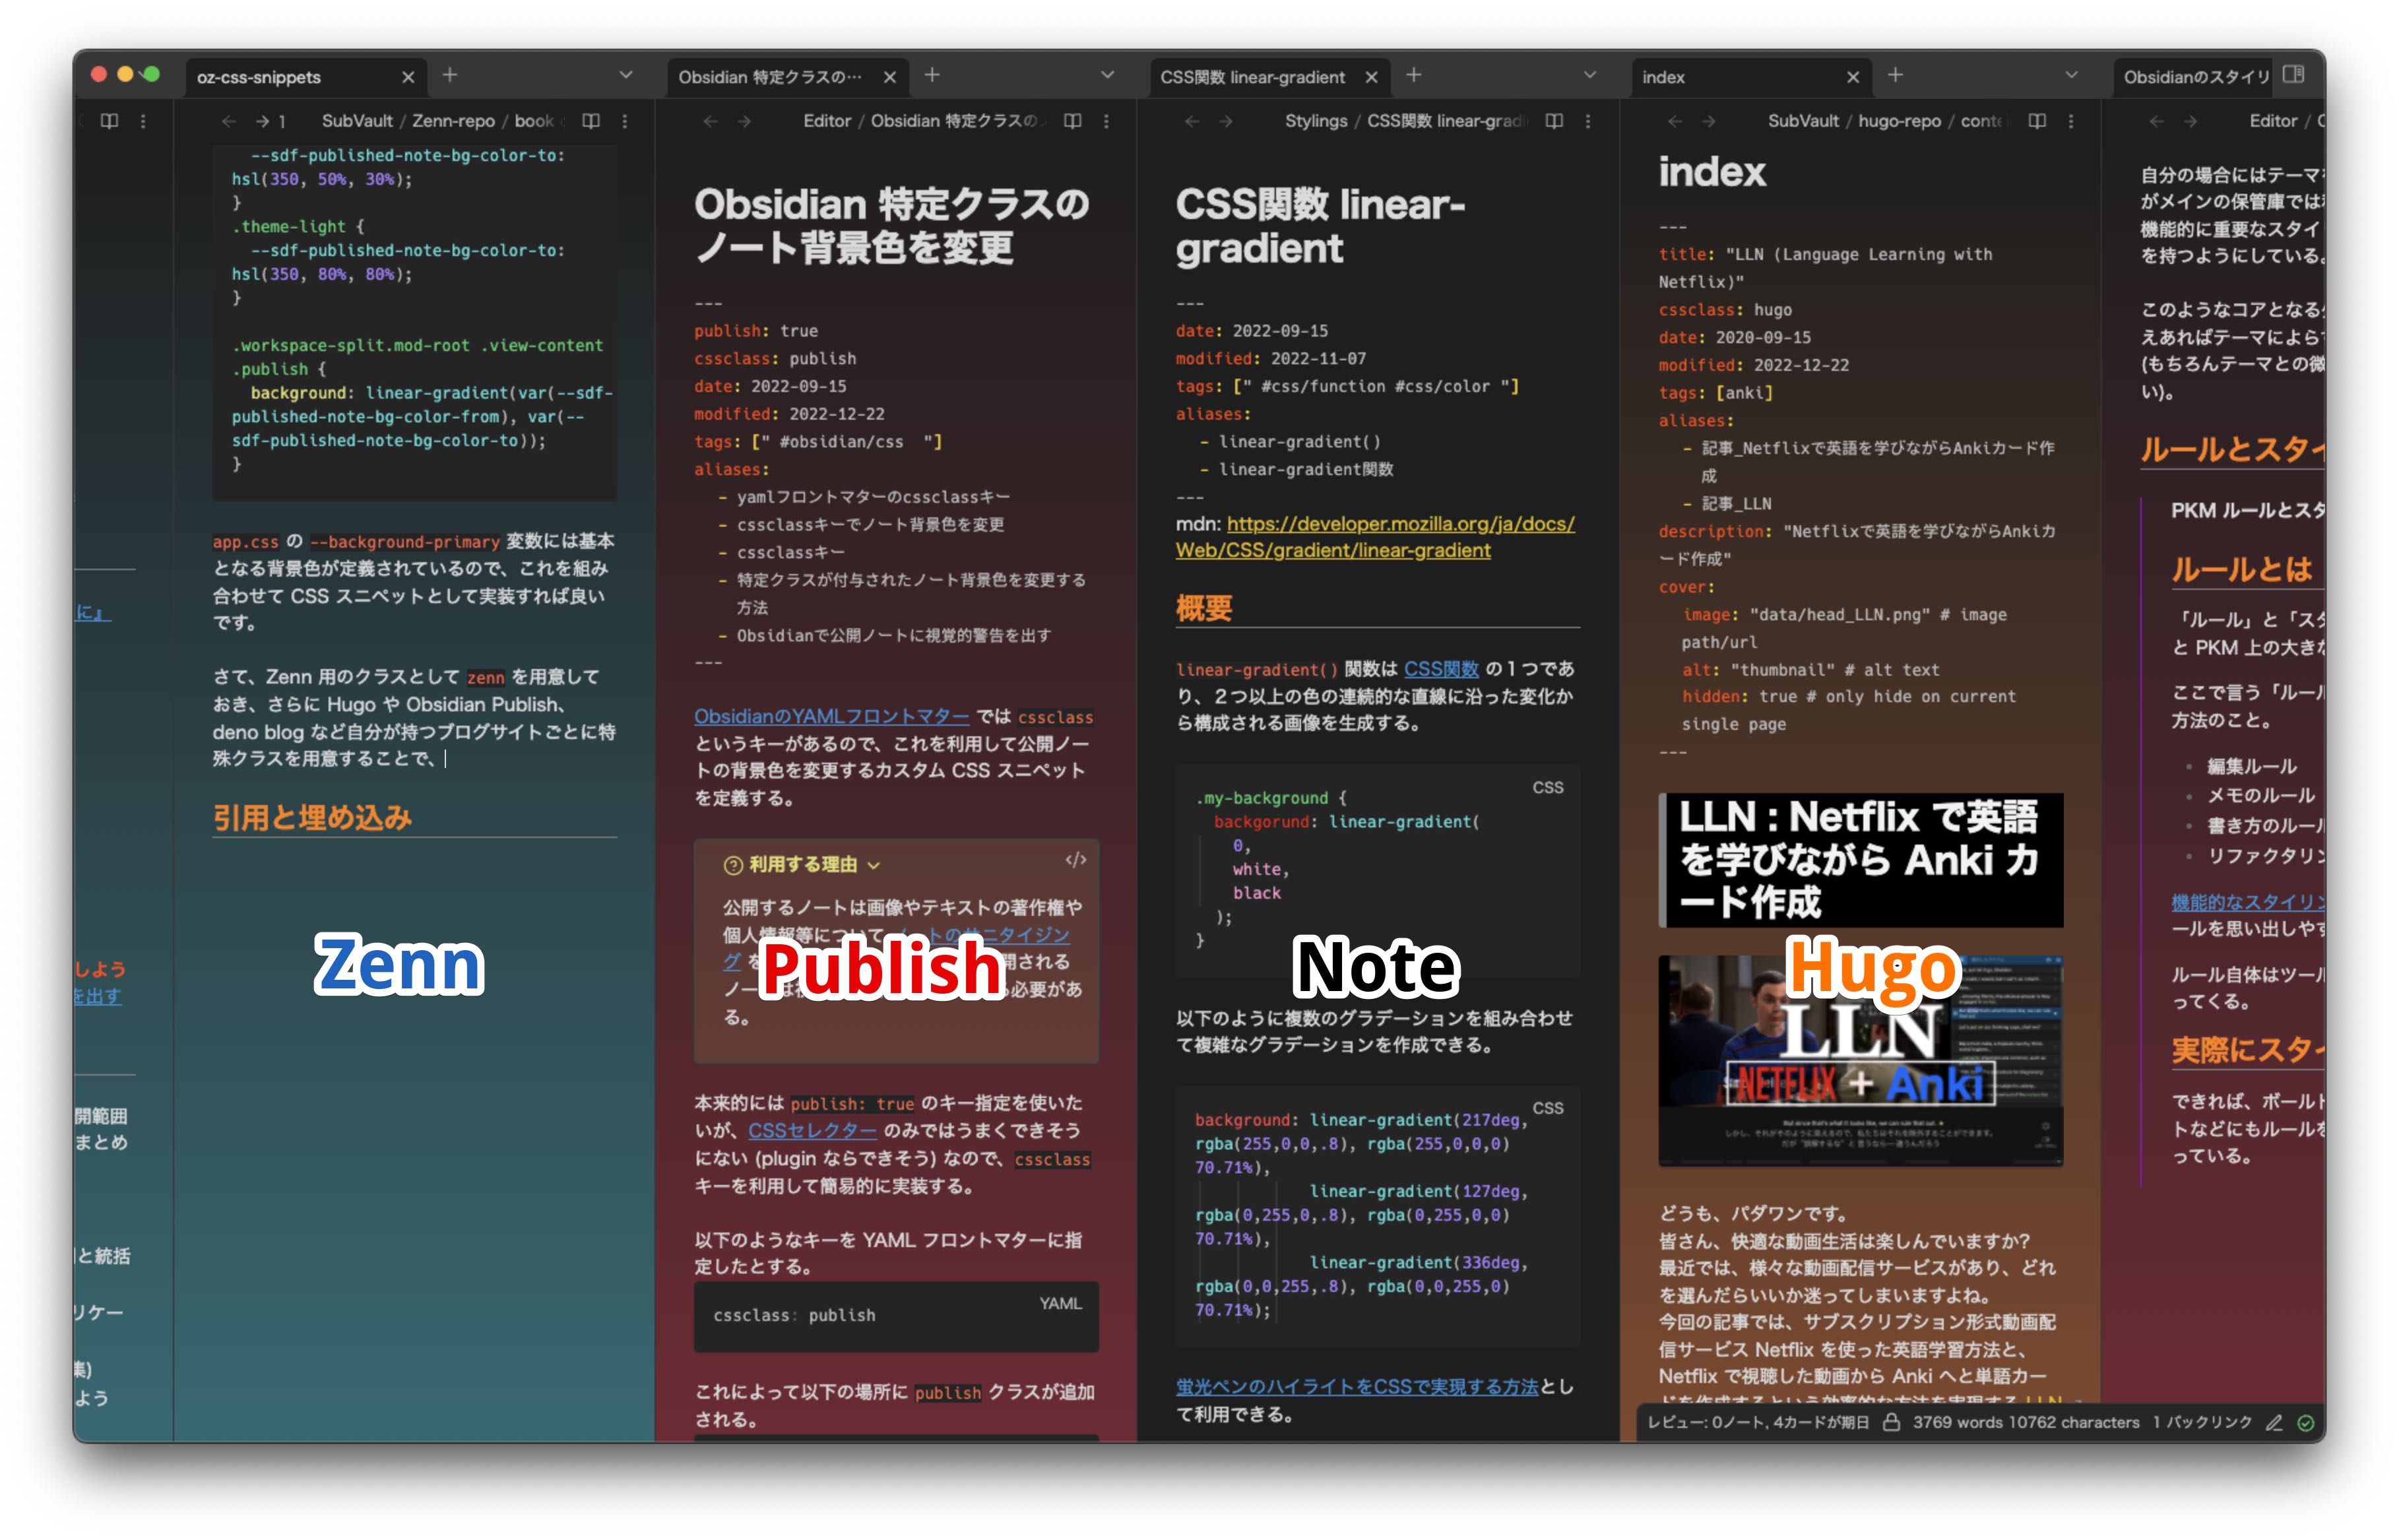 oz-css-snippets
Obsidian 特定クラスの…
CSS関数 linear-gradient
index
Obsidianのスタイリ
1
SubVault / Zenn-repo / book
Editor / Obsidian 特定クラスの
Stylings / CSS関数 linear-grad
SubVault / hugo-repo / conte
Editor /
に』
しよう
を出す
開範囲
まとめ
と統括
リケー
集)
よう
--sdf-published-note-bg-color-to:
hsl(350, 50%, 30%);
}
.theme-light {
--sdf-published-note-bg-color-to:
hsl(350, 80%, 80%);
}
.workspace-split.mod-root .view-content
.publish {
background: linear-gradient(var(--sdf-
published-note-bg-color-from), var(--
sdf-published-note-bg-color-to));
}
app.css の --background-primary 変数には基本
となる背景色が定義されているので、これを組み
合わせて CSS スニペットとして実装すれば良い
です。
さて、Zenn 用のクラスとして zenn を用意して
おき、さらに Hugo や Obsidian Publish、
deno blog など自分が持つブログサイトごとに特
殊クラスを用意することで、
引用と埋め込み
Zenn
Obsidian 特定クラスの
ノート背景色を変更
---
publish: true
cssclass: publish
date: 2022-09-15
modified: 2022-12-22
tags: [" #obsidian/css  "]
aliases:
- yamlフロントマターのcssclassキー
- cssclassキーでノート背景色を変更
- cssclassキー
- 特定クラスが付与されたノート背景色を変更する
方法
- Obsidianで公開ノートに視覚的警告を出す
---
ObsidianのYAMLフロントマター では cssclass
というキーがあるので、これを利用して公開ノー
トの背景色を変更するカスタム CSS スニペット
を定義する。
利用する理由
公開するノートは画像やテキストの著作権や
個人情報等について、ノートのサニタイジン
グ を 開される
ノー は 必要があ
る。
Publish
本来的には publish: true のキー指定を使いた
いが、CSSセレクター のみではうまくできそう
にない (plugin ならできそう) なので、cssclass
キーを利用して簡易的に実装する。
以下のようなキーを YAML フロントマターに指
定したとする。
YAML
cssclass: publish
これによって以下の場所に publish クラスが追加
される。
CSS関数 linear-
gradient
---
date: 2022-09-15
modified: 2022-11-07
tags: [" #css/function #css/color "]
aliases:
- linear-gradient()
- linear-gradient関数
---
mdn: https://developer.mozilla.org/ja/docs/
Web/CSS/gradient/linear-gradient
概要
linear-gradient() 関数は CSS関数 の１つであ
り、２つ以上の色の連続的な直線に沿った変化か
ら構成される画像を生成する。
CSS
.my-background {
backgorund: linear-gradient(
0,
white,
black
);
}
Note
以下のように複数のグラデーションを組み合わせ
て複雑なグラデーションを作成できる。
CSS
background: linear-gradient(217deg,
rgba(255,0,0,.8), rgba(255,0,0,0)
70.71%),
linear-gradient(127deg,
rgba(0,255,0,.8), rgba(0,255,0,0)
70.71%),
linear-gradient(336deg,
rgba(0,0,255,.8), rgba(0,0,255,0)
70.71%);
蛍光ペンのハイライトをCSSで実現する方法とし
て利用できる。
index
---
title: "LLN (Language Learning with
Netflix)"
cssclass: hugo
date: 2020-09-15
modified: 2022-12-22
tags: [anki]
aliases:
- 記事_Netflixで英語を学びながらAnkiカード作
成
- 記事_LLN
description: "Netflixで英語を学びながらAnkiカ
ード作成"
cover:
image: "data/head_LLN.png" # image
path/url
alt: "thumbnail" # alt text
hidden: true # only hide on current
single page
---
LLN : Netflix で英語
を学びながら Anki カ
ード作成
Hugo
LLN
NETFLIX + Anki
どうも、パダワンです。
皆さん、快適な動画生活は楽しんでいますか?
最近では、様々な動画配信サービスがあり、どれ
を選んだらいいか迷ってしまいますよね。
今回の記事では、サブスクリプション形式動画配
信サービス Netflix を使った英語学習方法と、
Netflix で視聴した動画から Anki へと単語カー
ドを作成するという効率的な方法を実現する LLN
自分の場合にはテーマ
がメインの保管庫では
機能的に重要なスタイ
を持つようにしている。
このようなコアとなる
えあればテーマによら
(もちろんテーマとの微
い)。
ルールとスタイ
PKM ルールとスタ
ルールとは
「ルール」と「スタ
と PKM 上の大きな
ここで言う「ルール
方法のこと。
編集ルール
メモのルール
書き方のルール
リファクタリン
機能的なスタイリン
ールを思い出しやす
ルール自体はツール
ってくる。
実際にスタイ
できれば、ボールト
トなどにもルールを
っている。
レビュー: 0ノート, 4カードが期日
3769 words 10762 characters
1 バックリンク